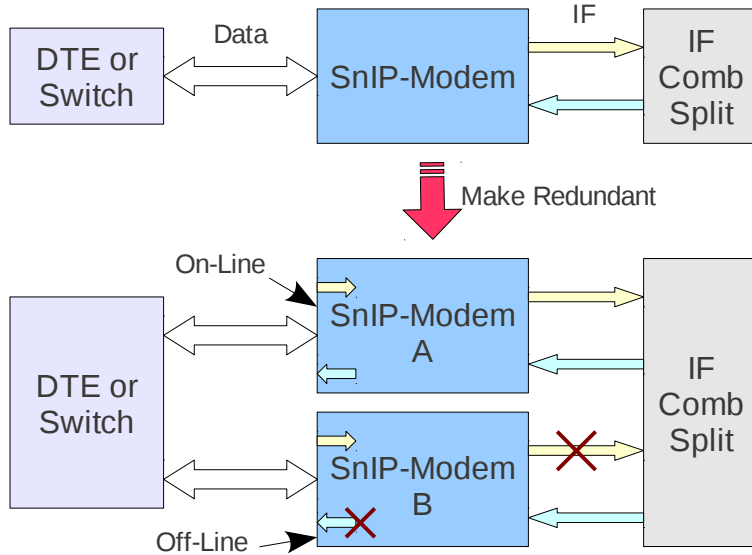 Data
IF
DTE or
Switch
SnIP-Modem
IF
Comb
Split
Make Redundant
On-Line
SnIP-Modem
A
DTE or
Switch
IF
Comb
Split
SnIP-Modem
B
Off-Line